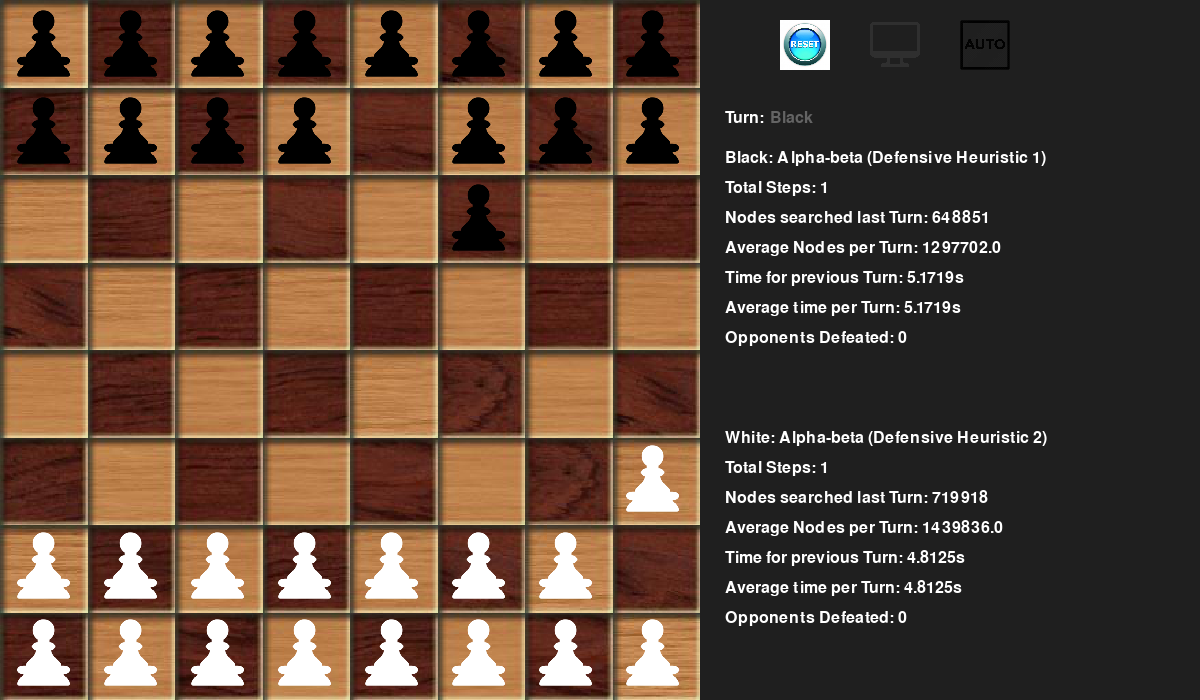 RESET
AUTO
Turn: Black
Black: Alpha-beta (Defensive Heuristic 1)
Total Steps: 1
Nodes searched last Turn: 648851
Average Nodes per Turn: 1297702.0
Time for previous Turn: 5.1719s
Average time per Turn: 5.1719s
Opponents Defeated: 0
White: Alpha-beta (Defensive Heuristic 2)
Total Steps: 1
Nodes searched last Turn: 719918
Average Nodes per Turn: 1439836.0
Time for previous Turn: 4.8125s
Average time per Turn: 4.8125s
Opponents Defeated: 0